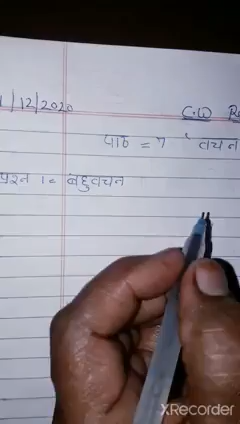 1/12/2020 C.W
पाठ = 7 ' वचन
प्रश्न 1= बहुवचन
XRecorder